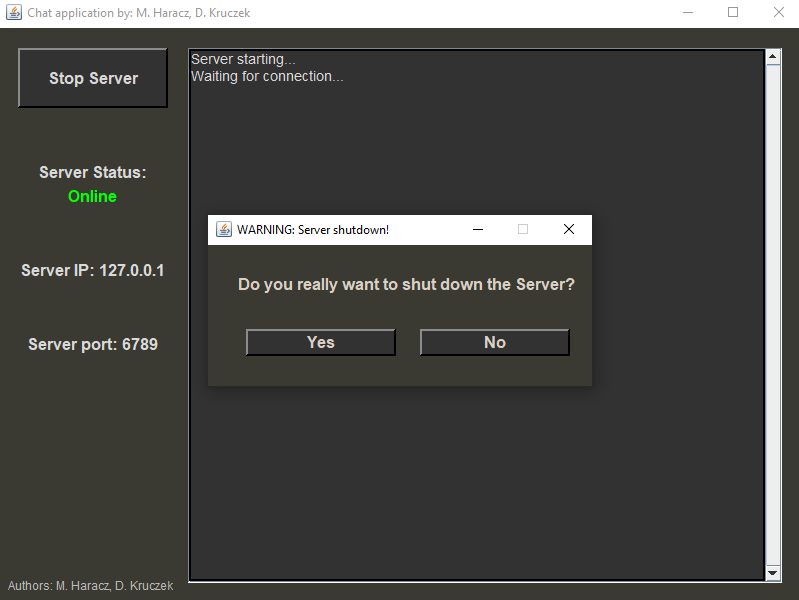 Chat application by: M. Haracz, D. Kruczek
Stop Server
Server starting...
Waiting for connection...
Server Status:
Online
Server IP: 127.0.0.1
Server port: 6789
WARNING: Server shutdown!
Do you really want to shut down the Server?
Yes
No
Authors: M. Haracz, D. Kruczek